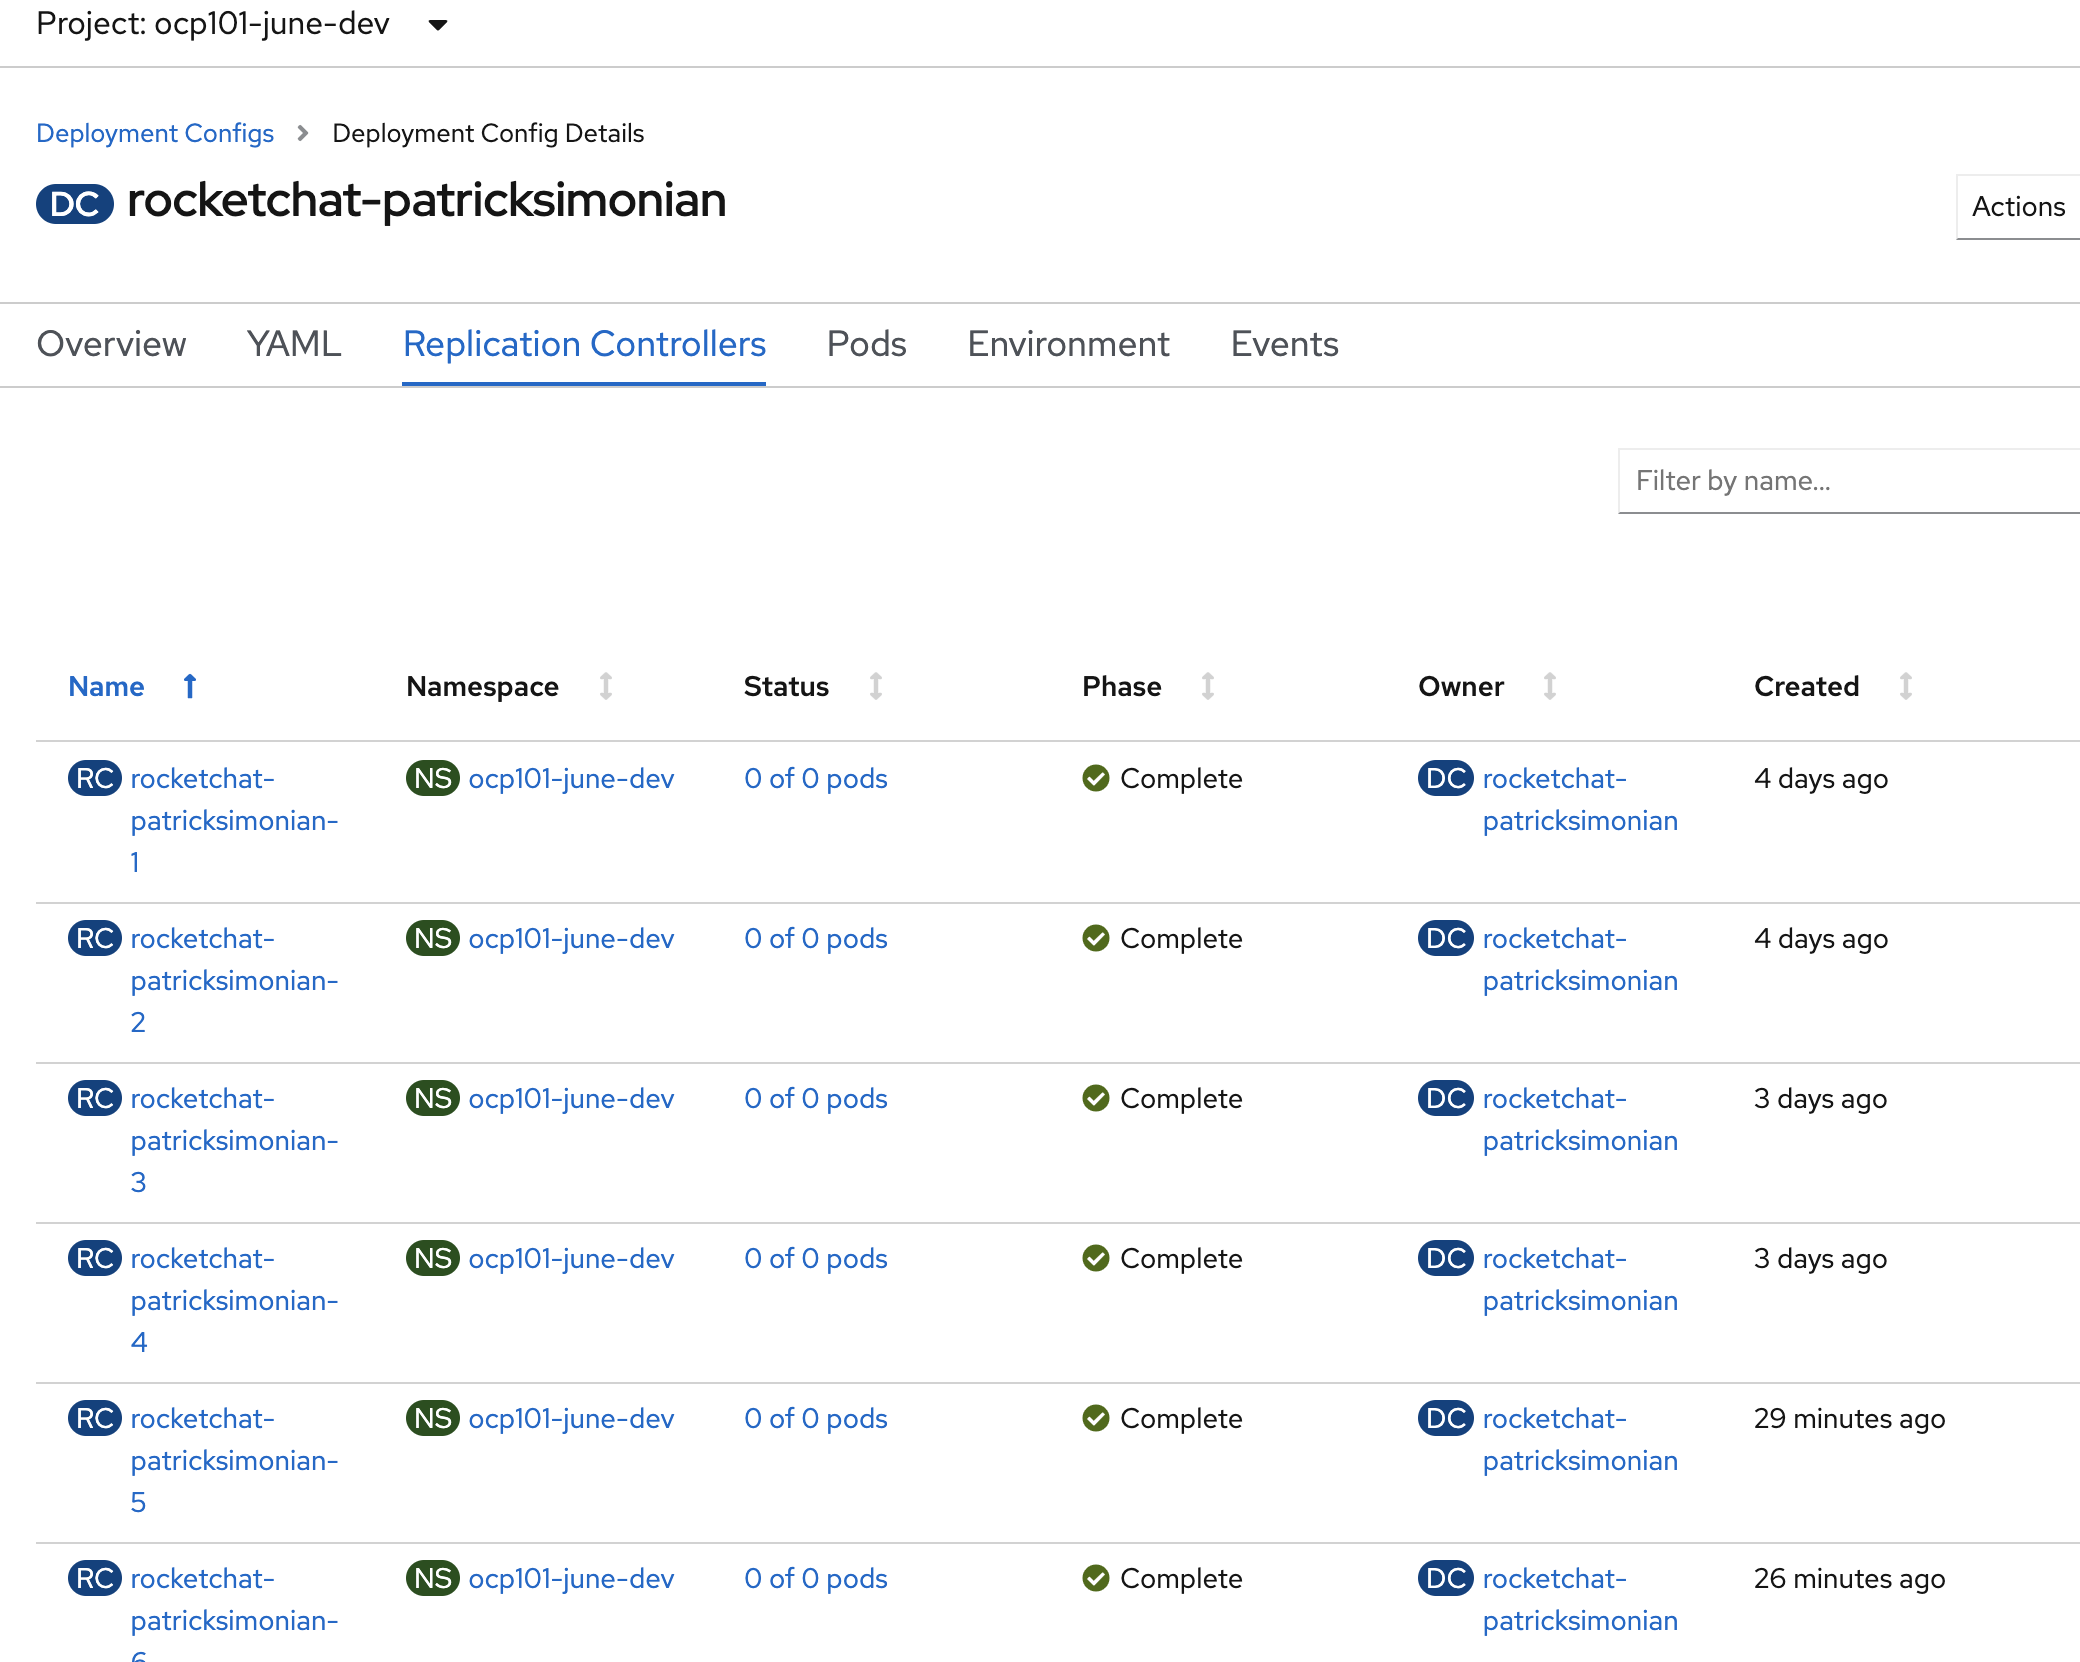 Project: ocp101-june-dev
Deployment Configs > Deployment Config Details
DC rocketchat-patricksimonian
Actions
Overview YAML Replication Controllers Pods Environment Events
Filter by name...
Name Namespace Status Phase Owner Created
RC rocketchat- NS ocp101-june-dev 0 of 0 pods Complete DC rocketchat- 4 days ago
patricksimonian- patricksimonian
1
RC rocketchat- NS ocp101-june-dev 0 of 0 pods Complete DC rocketchat- 4 days ago
patricksimonian- patricksimonian
2
RC rocketchat- NS ocp101-june-dev 0 of 0 pods Complete DC rocketchat- 3 days ago
patricksimonian- patricksimonian
3
RC rocketchat- NS ocp101-june-dev 0 of 0 pods Complete DC rocketchat- 3 days ago
patricksimonian- patricksimonian
4
RC rocketchat- NS ocp101-june-dev 0 of 0 pods Complete DC rocketchat- 29 minutes ago
patricksimonian- patricksimonian
5
RC rocketchat- NS ocp101-june-dev 0 of 0 pods Complete DC rocketchat- 26 minutes ago
patricksimonian- patricksimonian
6